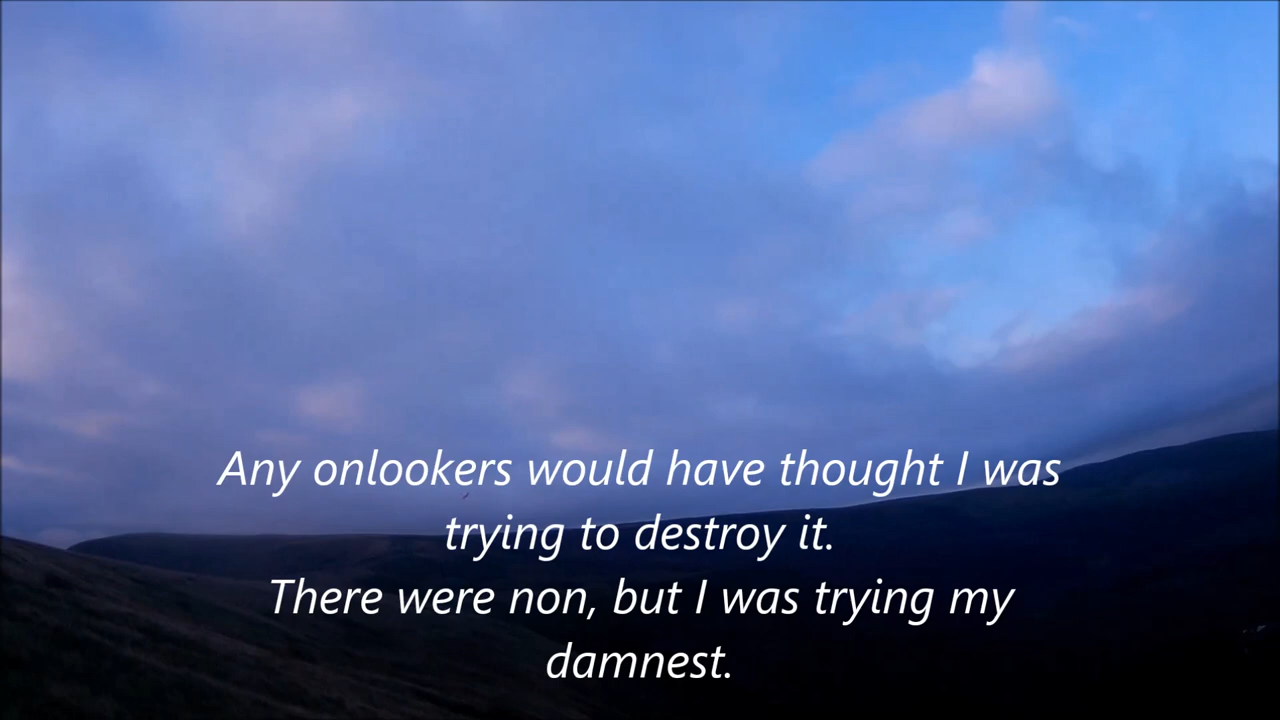 Any onlookers would have thought I was
trying to destroy it.
There were non, but I was trying my
damnest.